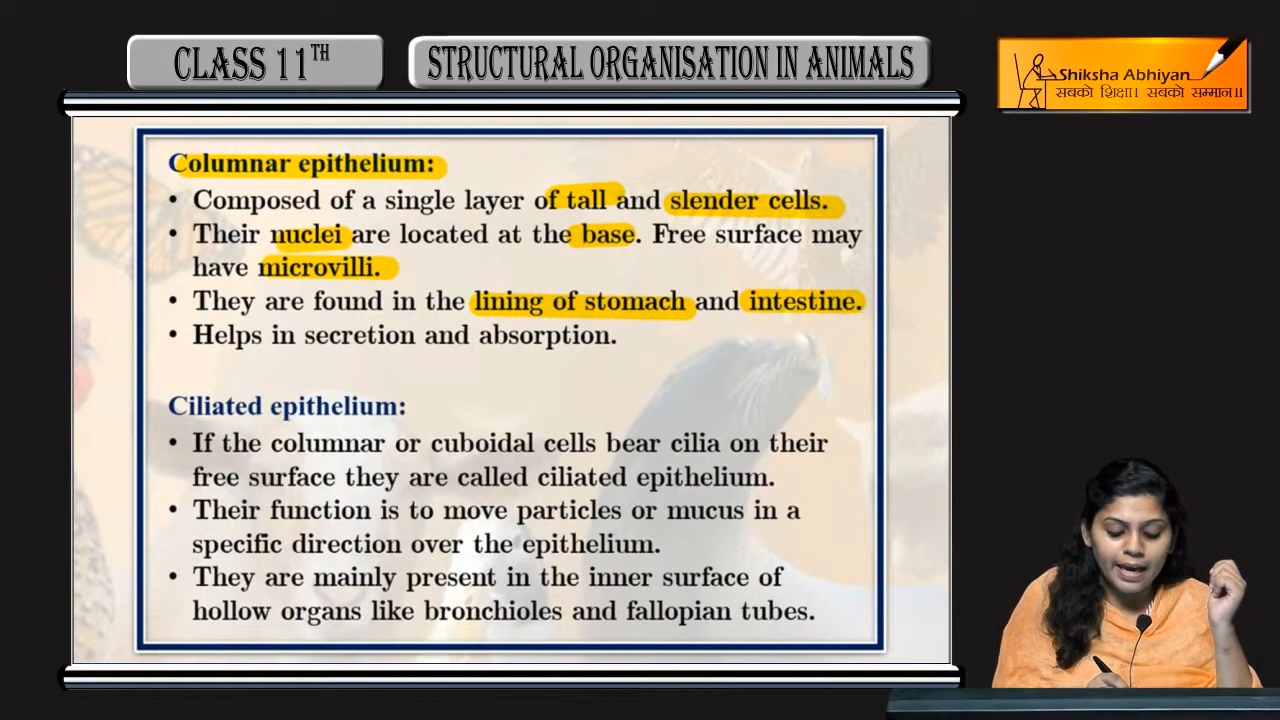 CLASS 11TH
STRUCTURAL ORGANISATION IN ANIMALS
Shiksha Abhiyan
सबको शिक्षा। सबको सम्मान॥
Columnar epithelium:
• Composed of a single layer of tall and slender cells.
• Their nuclei are located at the base. Free surface may
have microvilli.
• They are found in the lining of stomach and intestine.
• Helps in secretion and absorption.
Ciliated epithelium:
• If the columnar or cuboidal cells bear cilia on their
free surface they are called ciliated epithelium.
• Their function is to move particles or mucus in a
specific direction over the epithelium.
• They are mainly present in the inner surface of
hollow organs like bronchioles and fallopian tubes.